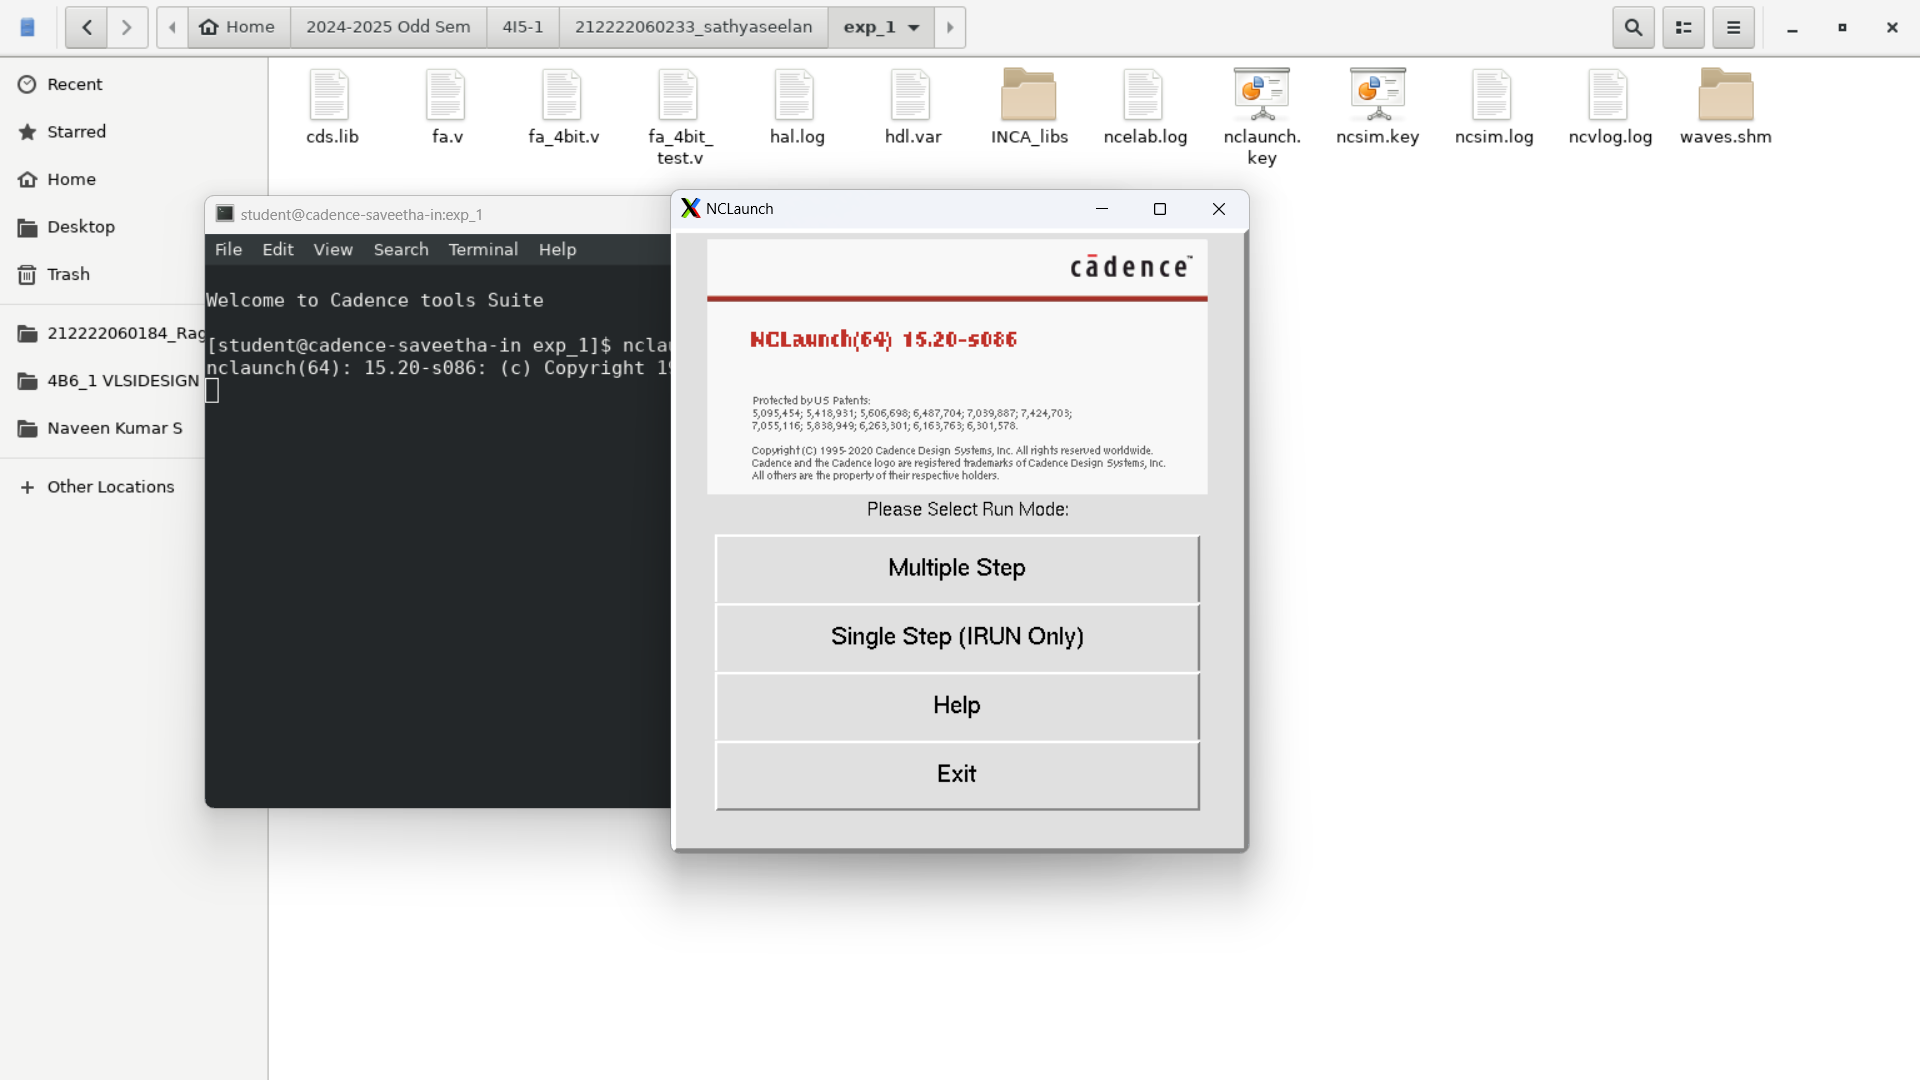 Home 2024-2025 Odd Sem 4I5-1 212222060233_sathyaseelan exp_1
Recent
Starred
Home
Desktop
Trash
212222060184_Rag
4B6_1 VLSIDESIGN
Naveen Kumar S
Other Locations
cds.lib
fa.v
fa_4bit.v
fa_4bit_
test.v
hal.log
hdl.var
INCA_libs
ncelab.log
nclaunch.
key
ncsim.key
ncsim.log
ncvlog.log
waves.shm
student@cadence-saveetha-in:exp_1
File Edit View Search Terminal Help
Welcome to Cadence tools Suite
[student@cadence-saveetha-in exp_1]$ nclau
nclaunch(64): 15.20-s086: (c) Copyright 19
NCLaunch
cādence™
NCLaunch(64) 15.20-s086
Protected by US Patents:
5,095,454; 5,418,931; 5,606,698; 6,487,704; 7,039,887; 7,424,703;
7,055,116; 5,838,949; 6,263,301; 6,163,763; 6,301,578.
Copyright (C) 1995-2020 Cadence Design Systems, Inc. All rights reserved worldwide.
Cadence and the Cadence logo are registered trademarks of Cadence Design Systems, Inc.
All others are the property of their respective holders.
Please Select Run Mode:
Multiple Step
Single Step (IRUN Only)
Help
Exit